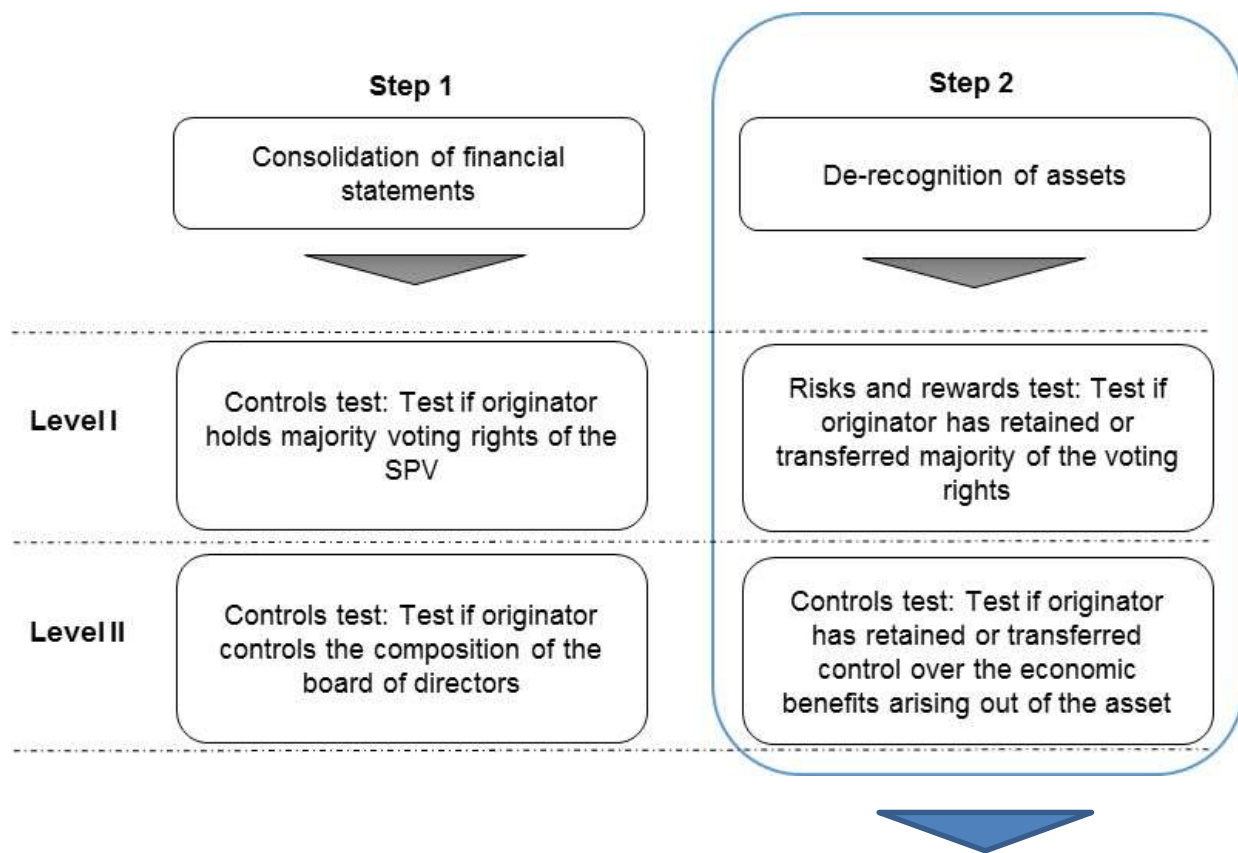 Step 1
Step 2
Consolidation of financial
statements
De-recognition of assets
Level I
Controls test: Test if originator
holds majority voting rights of the
SPV
Risks and rewards test: Test if
originator has retained or
transferred majority of the voting
rights
Level II
Controls test: Test if originator
controls the composition of the
board of directors
Controls test: Test if originator
has retained or transferred
control over the economic
benefits arising out of the asset